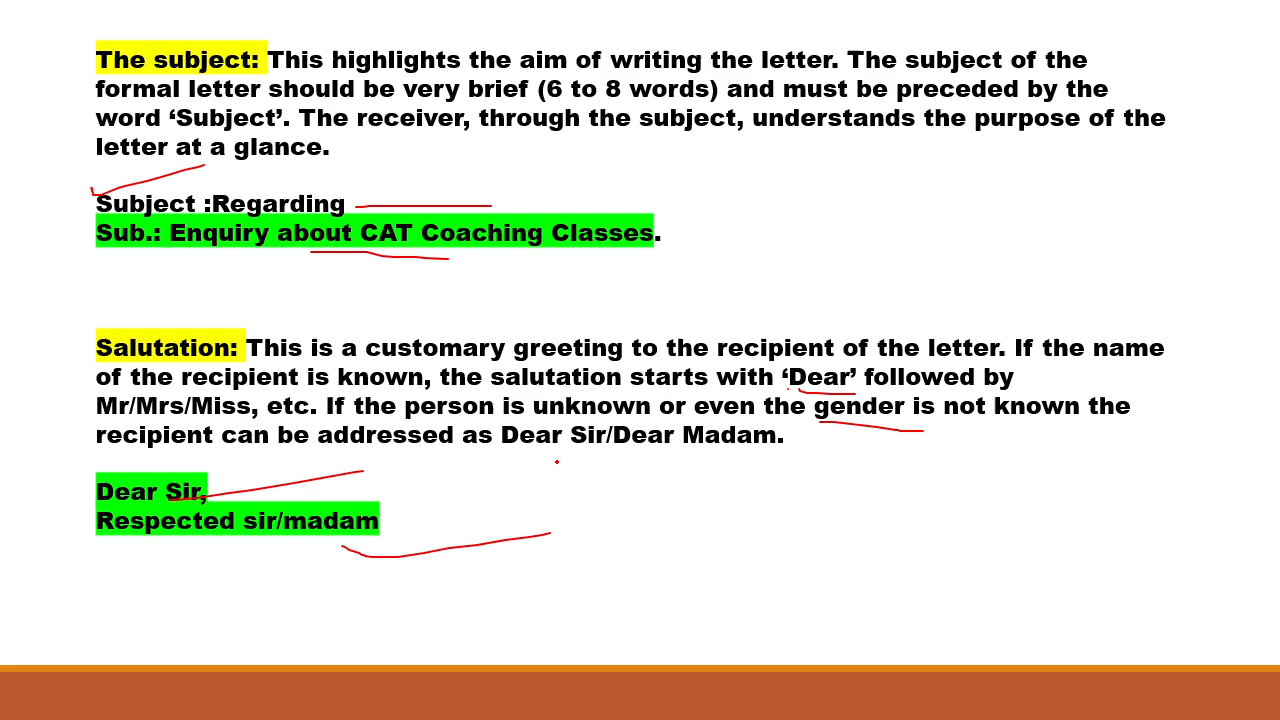 The subject: This highlights the aim of writing the letter. The subject of the
formal letter should be very brief (6 to 8 words) and must be preceded by the
word ‘Subject’. The receiver, through the subject, understands the purpose of the
letter at a glance.
Subject :Regarding
Sub.: Enquiry about CAT Coaching Classes.
Salutation: This is a customary greeting to the recipient of the letter. If the name
of the recipient is known, the salutation starts with ‘Dear’ followed by
Mr/Mrs/Miss, etc. If the person is unknown or even the gender is not known the
recipient can be addressed as Dear Sir/Dear Madam.
Dear Sir,
Respected sir/madam